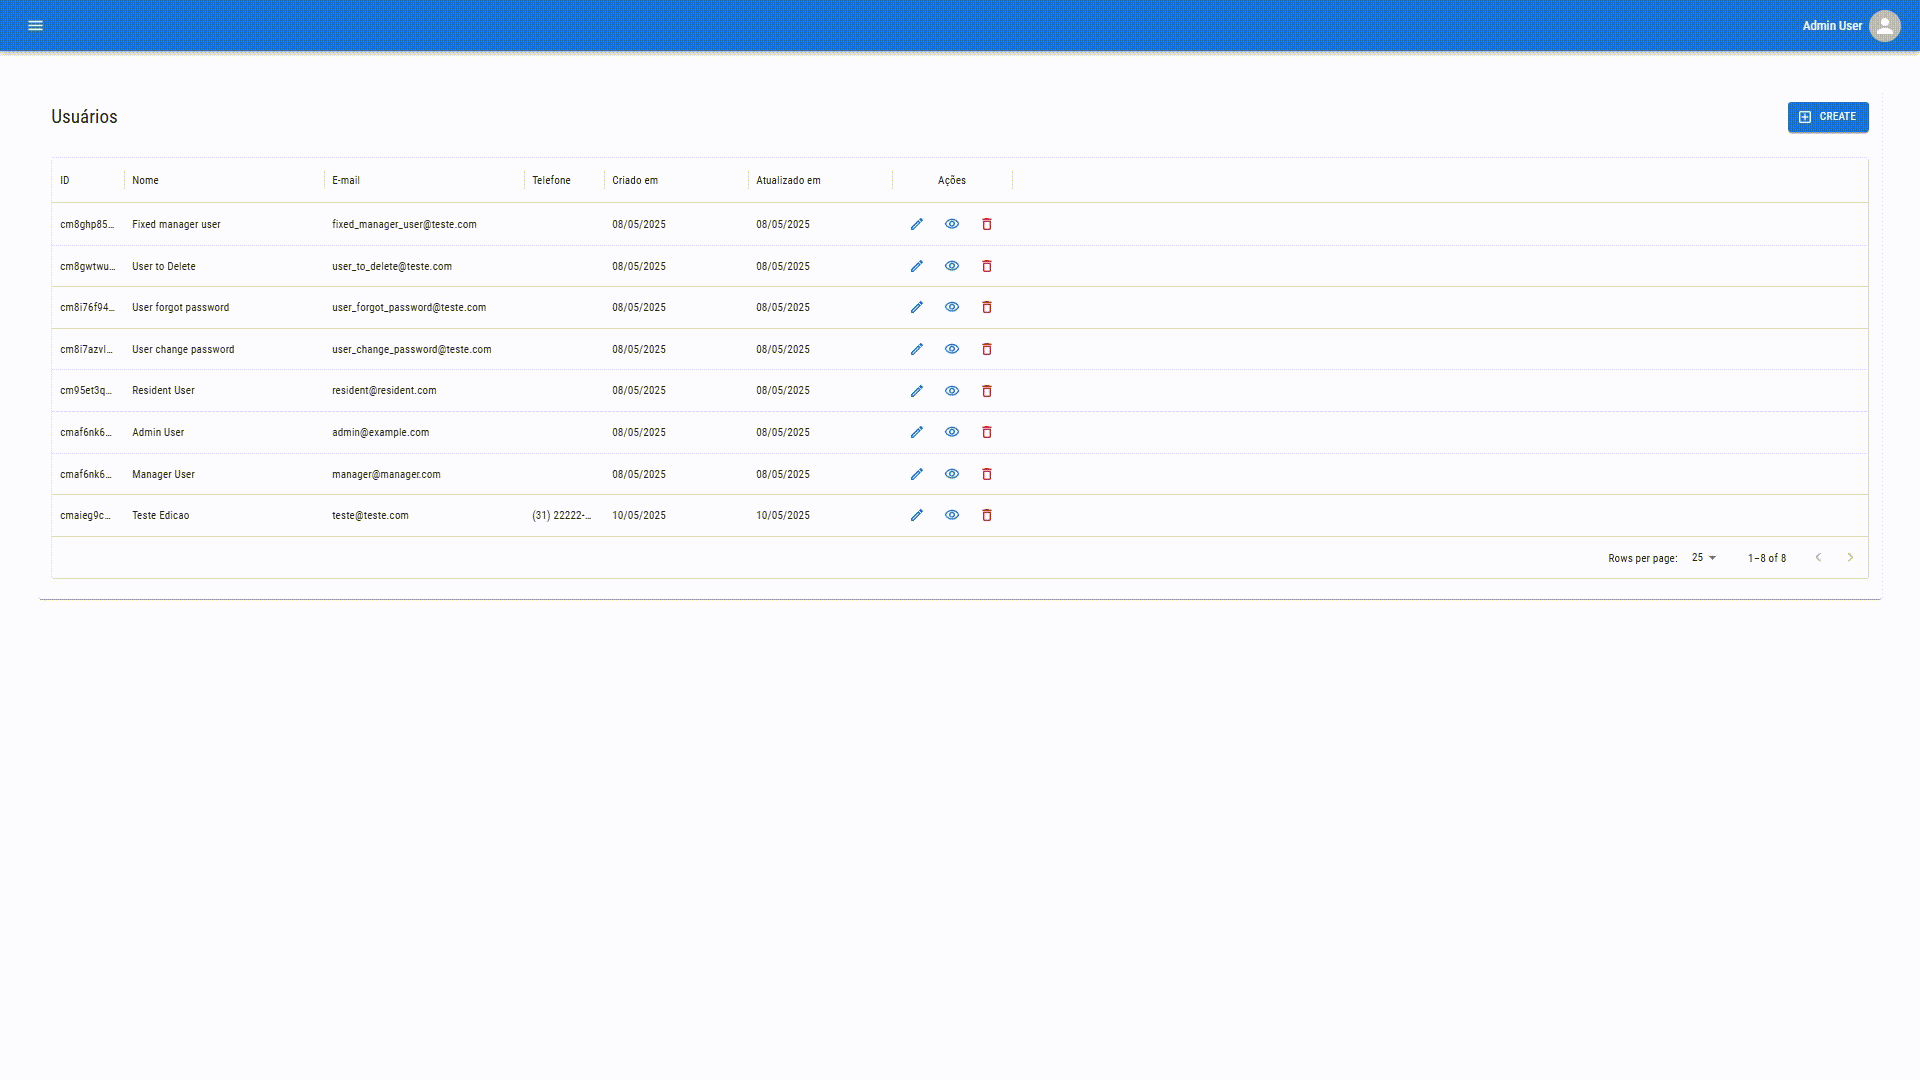 Admin User
Usuários
CREATE
ID Nome E-mail Telefone Criado em Atualizado em Ações
cm8ghp85... Fixed manager user fixed_manager_user@teste.com 08/05/2025 08/05/2025
cm8gwtwu... User to Delete user_to_delete@teste.com 08/05/2025 08/05/2025
cm8i76f94... User forgot password user_forgot_password@teste.com 08/05/2025 08/05/2025
cm8i7azvl... User change password user_change_password@teste.com 08/05/2025 08/05/2025
cm95et3q... Resident User resident@resident.com 08/05/2025 08/05/2025
cmaf6nk6... Admin User admin@example.com 08/05/2025 08/05/2025
cmaf6nk6... Manager User manager@manager.com 08/05/2025 08/05/2025
cmaieg9c... Teste Edicao teste@teste.com (31) 22222-... 10/05/2025 10/05/2025
Rows per page: 25 1–8 of 8